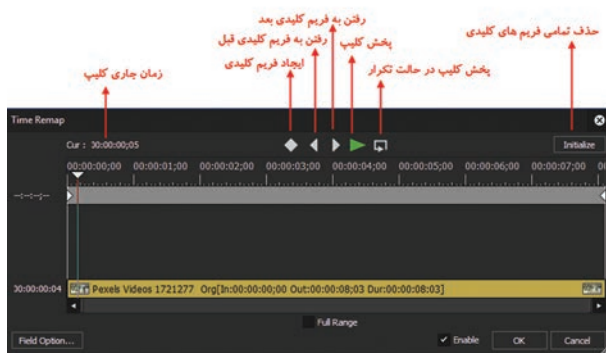 رفتن به فریم کلیدی بعد
رفتن به فریم کلیدی قبل
پخش کلیپ
حذف تمامی فریم های کلیدی
ایجاد فریم کلیدی
پخش کلیپ در حالت تکرار
زمان جاری کلیپ
Time Remap
Cur : 00:00:00;05
Initialize
00:00:00;00 00:00:01;00 00:00:02;00 00:00:03;00 00:00:04;00 00:00:05;00 00:00:06;00 00:00:07;00
--:--:--;--
00:00:00:04 Pexels Videos 1721277 Org[In:00:00:00;00 Out:00:00:08;03 Dur:00:00:08:03]
Full Range
Field Option...
Enable
OK
Cancel